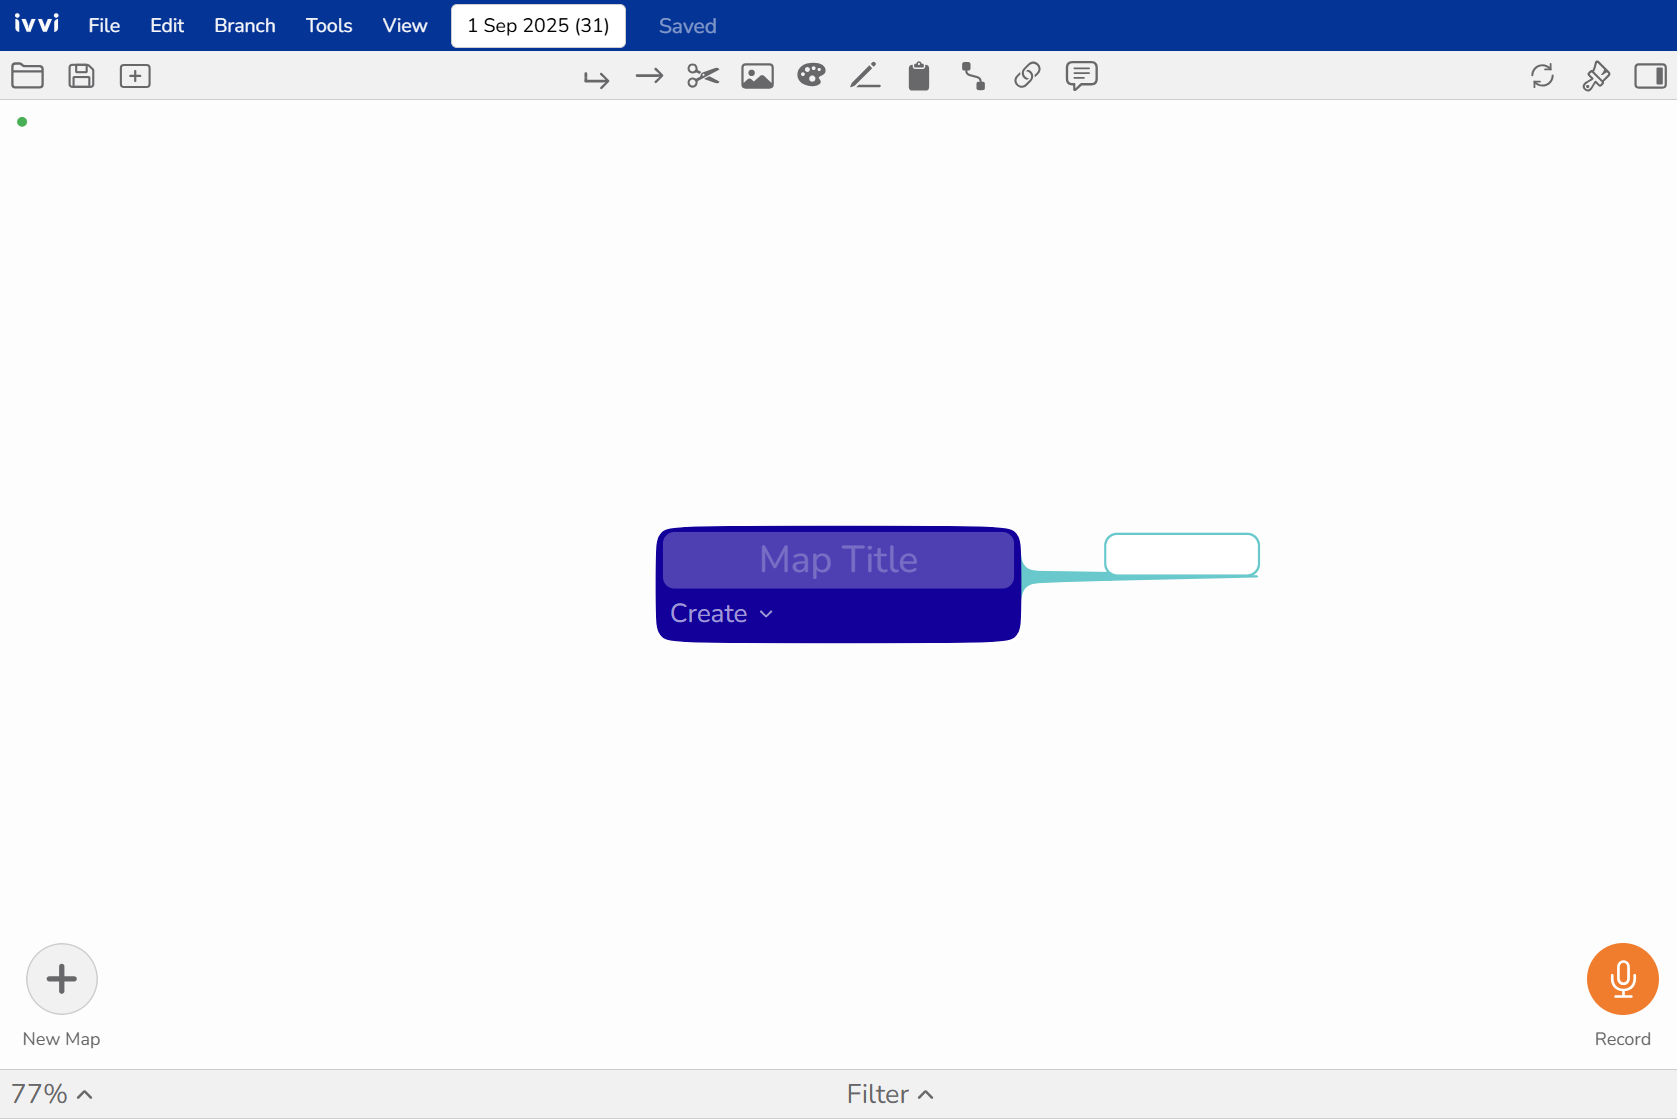 ivvi File Edit Branch Tools View 1 Sep 2025 (31) Saved
Map Title
Create
New Map
Record
77% Filter